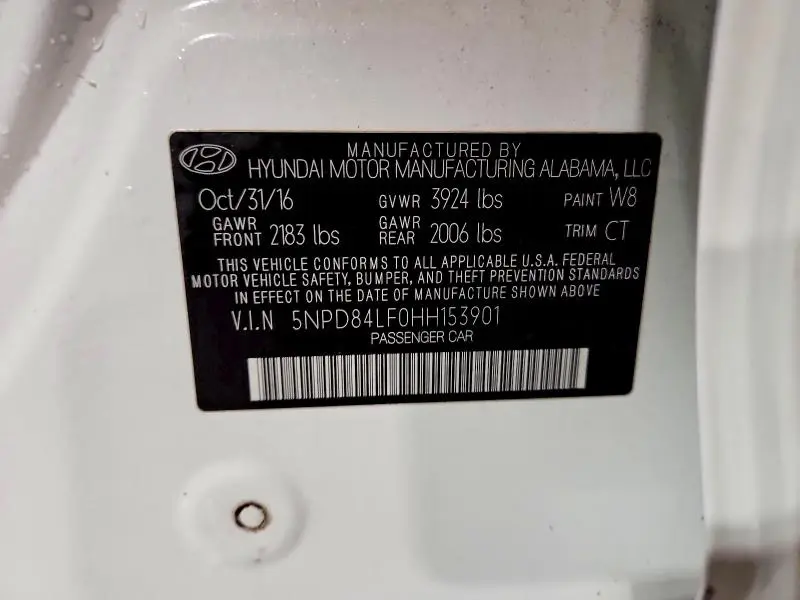 MANUFACTURED BY
HYUNDAI MOTOR MANUFACTURING ALABAMA, LLC
Oct/31/16 GVWR 3924 lbs PAINT W8
GAWR FRONT 2183 lbs GAWR REAR 2006 lbs TRIM CT
THIS VEHICLE CONFORMS TO ALL APPLICABLE U.S.A. FEDERAL
MOTOR VEHICLE SAFETY, BUMPER, AND THEFT PREVENTION STANDARDS
IN EFFECT ON THE DATE OF MANUFACTURE SHOWN ABOVE
V.I.N 5NPD84LF0HH153901
PASSENGER CAR